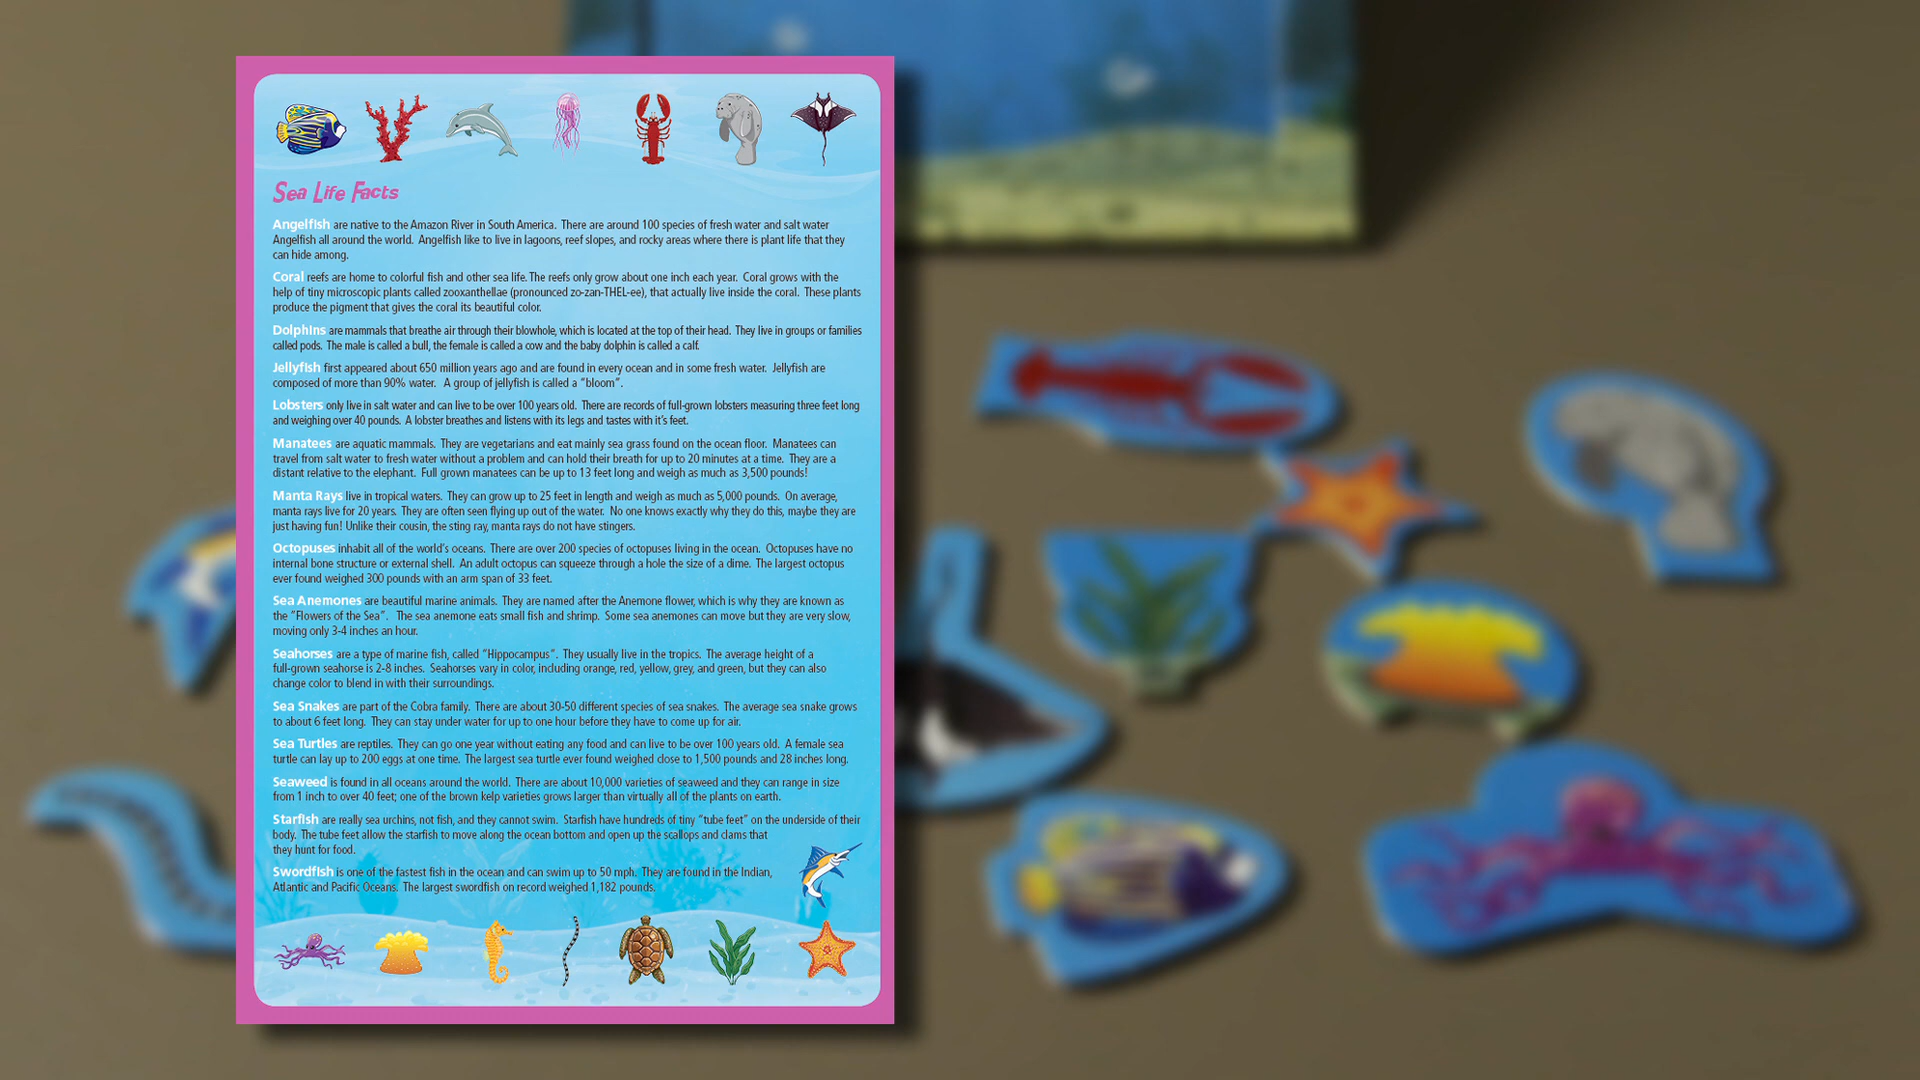 Sea Life Facts
Angelfish are native to the Amazon River in South America. There are around 100 species of fresh water and salt water
Angelfish all around the world. Angelfish like to live in lagoons, reef slopes, and rocky areas where there is plant life that they
can hide among.
Coral reefs are home to colorful fish and other sea life. The reefs only grow about one inch each year. Coral grows with the
help of tiny microscopic plants called zooxanthellae (pronounced zo-zan-THEL-ee), that actually live inside the coral. These plants
produce the pigment that gives the coral its beautiful color.
Dolphins are mammals that breathe air through their blowhole, which is located at the top of their head. They live in groups or families
called pods. The male is called a bull, the female is called a cow and the baby dolphin is called a calf.
Jellyfish first appeared about 650 million years ago and are found in every ocean and in some fresh water. Jellyfish are
composed of more than 90% water. A group of jellyfish is called a "bloom".
Lobsters only live in salt water and can live to be over 100 years old. There are records of full-grown lobsters measuring three feet long
and weighing over 40 pounds. A lobster breathes and listens with its legs and tastes with it's feet.
Manatees are aquatic mammals. They are vegetarians and eat mainly sea grass found on the ocean floor. Manatees can
travel from salt water to fresh water without a problem and can hold their breath for up to 20 minutes at a time. They are a
distant relative to the elephant. Full grown manatees can be up to 13 feet long and weigh as much as 3,500 pounds!
Manta Rays live in tropical waters. They can grow up to 25 feet in length and weigh as much as 5,000 pounds. On average,
manta rays live for 20 years. They are often seen flying up out of the water. No one knows exactly why they do this, maybe they are
just having fun! Unlike their cousin, the sting ray, manta rays do not have stingers.
Octopuses inhabit all of the world's oceans. There are over 200 species of octopuses living in the ocean. Octopuses have no
internal bone structure or external shell. An adult octopus can squeeze through a hole the size of a dime. The largest octopus
ever found weighed 300 pounds with an arm span of 33 feet.
Sea Anemones are beautiful marine animals. They are named after the Anemone flower, which is why they are known as
the "Flowers of the Sea". The sea anemone eats small fish and shrimp. Some sea anemones can move but they are very slow,
moving only 3-4 inches an hour.
Seahorses are a type of marine fish, called "Hippocampus". They usually live in the tropics. The average height of a
full-grown seahorse is 2-8 inches. Seahorses vary in color, including orange, red, yellow, grey, and green, but they can also
change color to blend in with their surroundings.
Sea Snakes are part of the Cobra family. There are about 30-50 different species of sea snakes. The average sea snake grows
to about 6 feet long. They can stay under water for up to one hour before they have to come up for air.
Sea Turtles are reptiles. They can go one year without eating any food and can live to be over 100 years old. A female sea
turtle can lay up to 200 eggs at one time. The largest sea turtle ever found weighed close to 1,500 pounds and 28 inches long.
Seaweed is found in all oceans around the world. There are about 10,000 varieties of seaweed and they can range in size
from 1 inch to over 40 feet; one of the brown kelp varieties grows larger than virtually all of the plants on earth.
Starfish are really sea urchins, not fish, and they cannot swim. Starfish have hundreds of tiny "tube feet" on the underside of their
body. The tube feet allow the starfish to move along the ocean bottom and open up the scallops and clams that
they hunt for food.
Swordfish is one of the fastest fish in the ocean and can swim up to 50 mph. They are found in the Indian,
Atlantic and Pacific Oceans. The largest swordfish on record weighed 1,182 pounds.